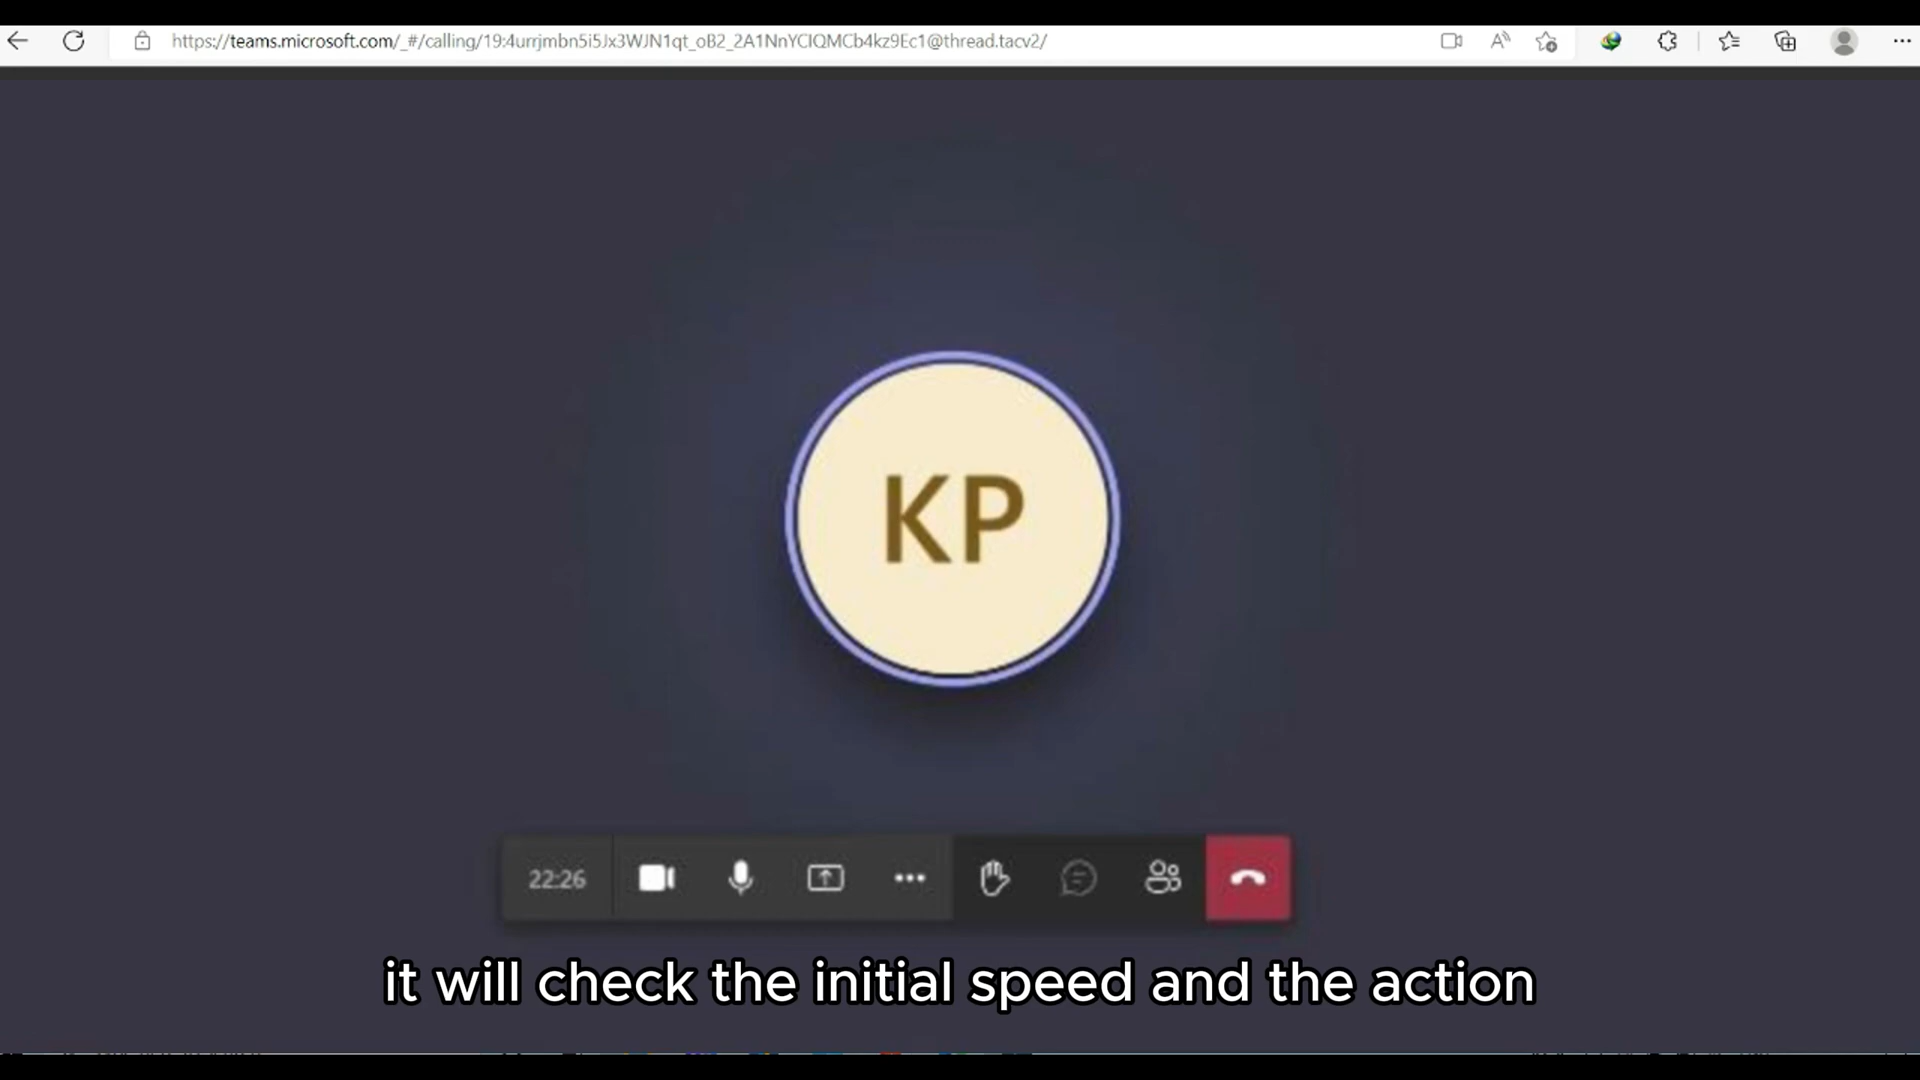 https://teams.microsoft.com/_#/calling/19:4urrjmbn5i5Jx3WJN1qt_oB2_2A1NnYCIQMCb4kz9Ec1@thread.tacv2/
KP
22:26
it will check the initial speed and the action